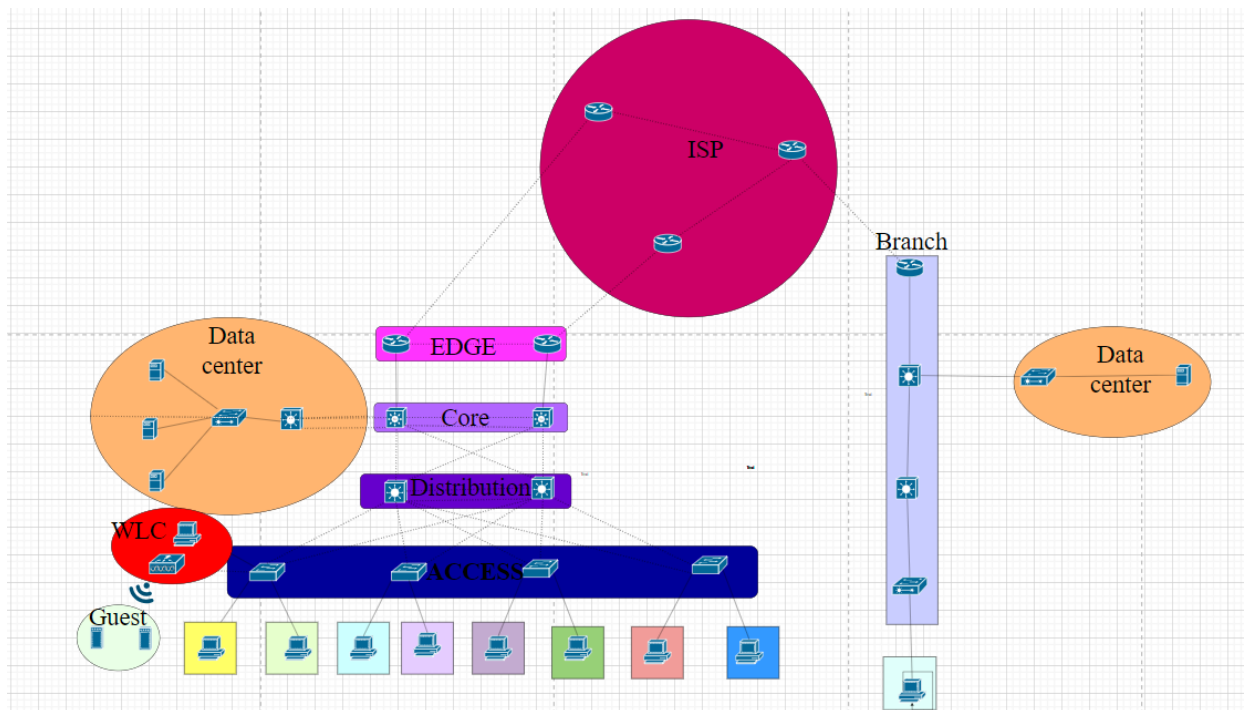 ISP
Branch
Data
center
EDGE
Data
center
Core
Distribution
WLC
ACCESS
Guest